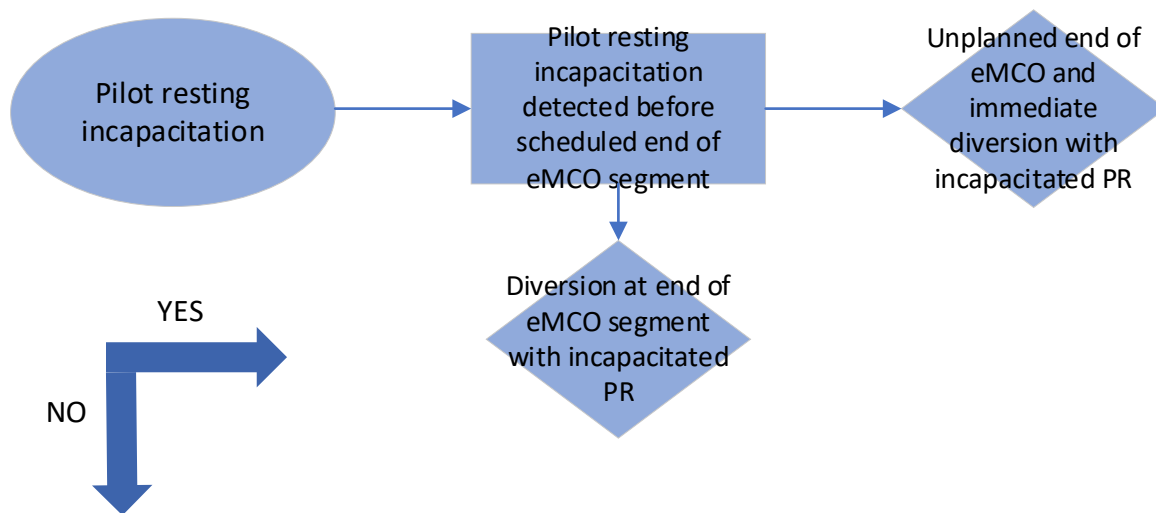 Pilot resting
incapacitation
Pilot resting
incapacitation
detected before
scheduled end of
eMCO segment
Unplanned end of
eMCO and
immediate
diversion with
incapacitated PR
Diversion at end of
eMCO segment
with incapacitated
PR
YES
NO